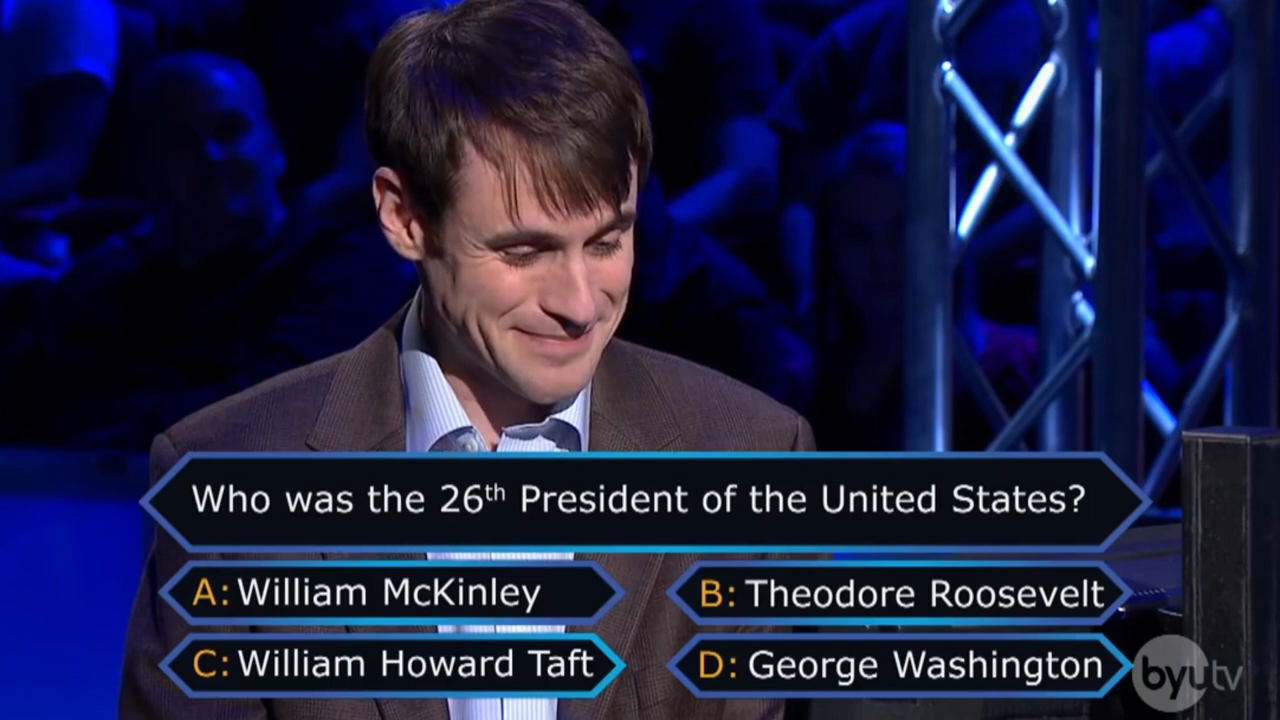 Who was the 26th President of the United States?
A: William McKinley
B: Theodore Roosevelt
C: William Howard Taft
D: George Washington
byutv